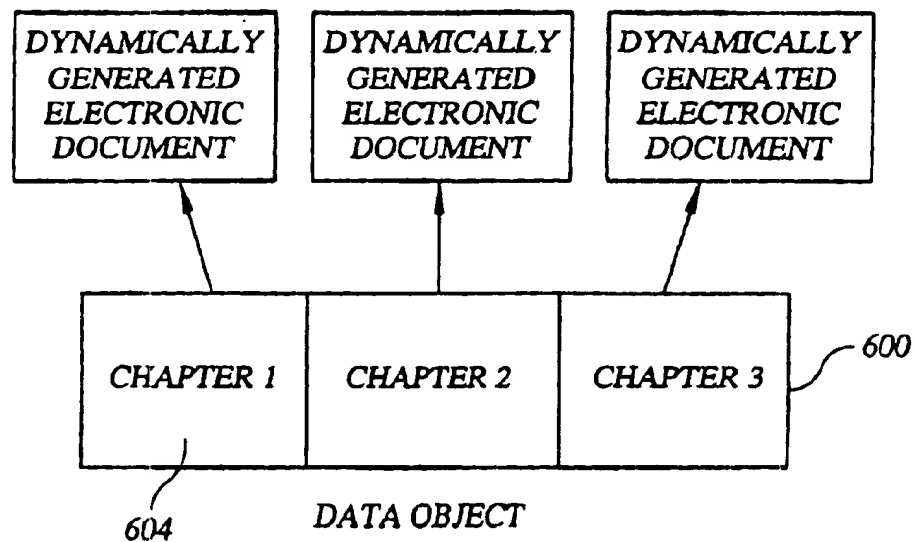 DYNAMICALLY
GENERATED
ELECTRONIC
DOCUMENT
DYNAMICALLY
GENERATED
ELECTRONIC
DOCUMENT
DYNAMICALLY
GENERATED
ELECTRONIC
DOCUMENT
CHAPTER 1
CHAPTER 2
CHAPTER 3
600
604
DATA OBJECT